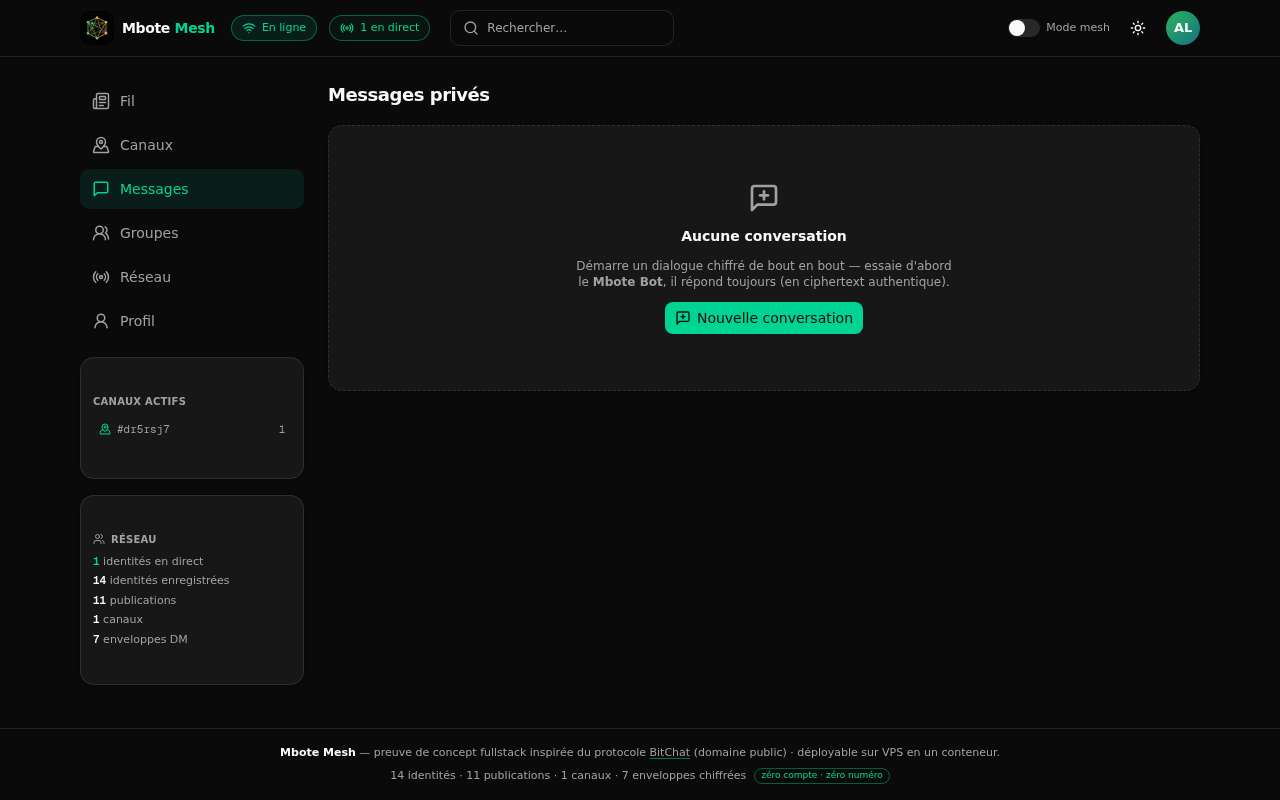 Mbote Mesh
En ligne
1 en direct
Rechercher...
Mode mesh
AL
Fil
Canaux
Messages
Groupes
Réseau
Profil
CANAUX ACTIFS
#dr5rsj7 1
RÉSEAU
1 identités en direct
14 identités enregistrées
11 publications
1 canaux
7 enveloppes DM
Messages privés
Aucune conversation
Démarre un dialogue chiffré de bout en bout — essaie d'abord
le Mbote Bot, il répond toujours (en ciphertext authentique).
Nouvelle conversation
Mbote Mesh — preuve de concept fullstack inspirée du protocole BitChat (domaine public) · déployable sur VPS en un conteneur.
14 identités · 11 publications · 1 canaux · 7 enveloppes chiffrées zéro compte · zéro numéro